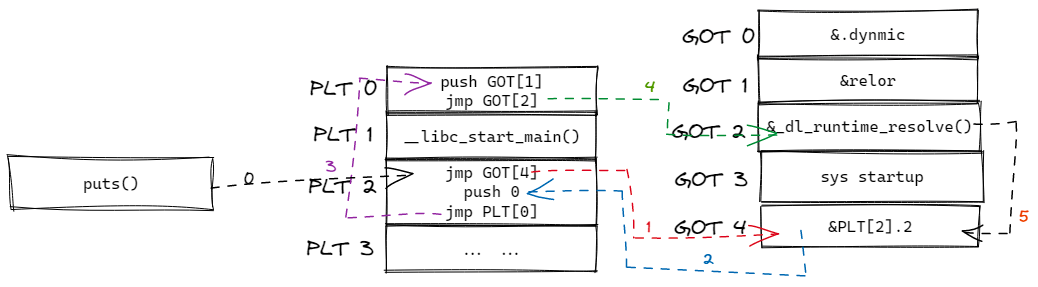 GOT 0
&.dynmic
PLT 0
push GOT[1]
jmp GOT[2]
4
GOT 1
&relor
PLT 1
__libc_start_main()
GOT 2
&_dl_runtime_resolve()
puts()
0
3
PLT 2
jmp GOT[4]
push 0
jmp PLT[0]
GOT 3
sys startup
1
GOT 4
&PLT[2].2
5
PLT 3
... ...
2